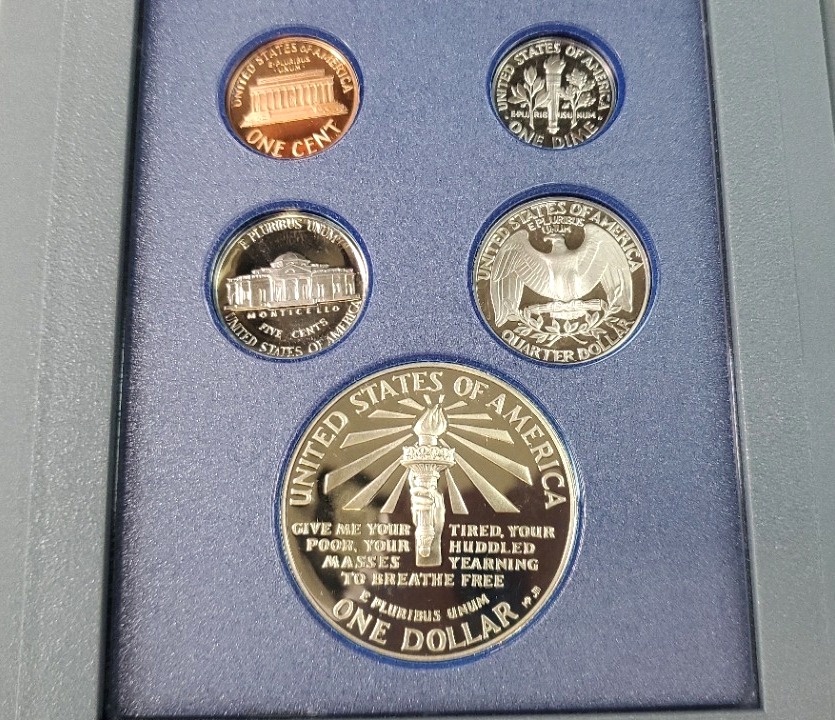 UNITED STATES OF AMERICA
E·PLURIBUS
·UNUM·
ONE CENT
UNITED STATES OF AMERICA
E·PLURIBUS UNUM
ONE DIME
E PLURIBUS UNUM
MONTICELLO
FIVE CENTS
UNITED STATES OF AMERICA
UNITED STATES OF AMERICA
E PLURIBUS
UNUM
QUARTER DOLLAR
UNITED STATES OF AMERICA
GIVE ME YOUR TIRED, YOUR
POOR, YOUR HUDDLED
MASSES YEARNING
TO BREATHE FREE
E PLURIBUS UNUM
ONE DOLLAR